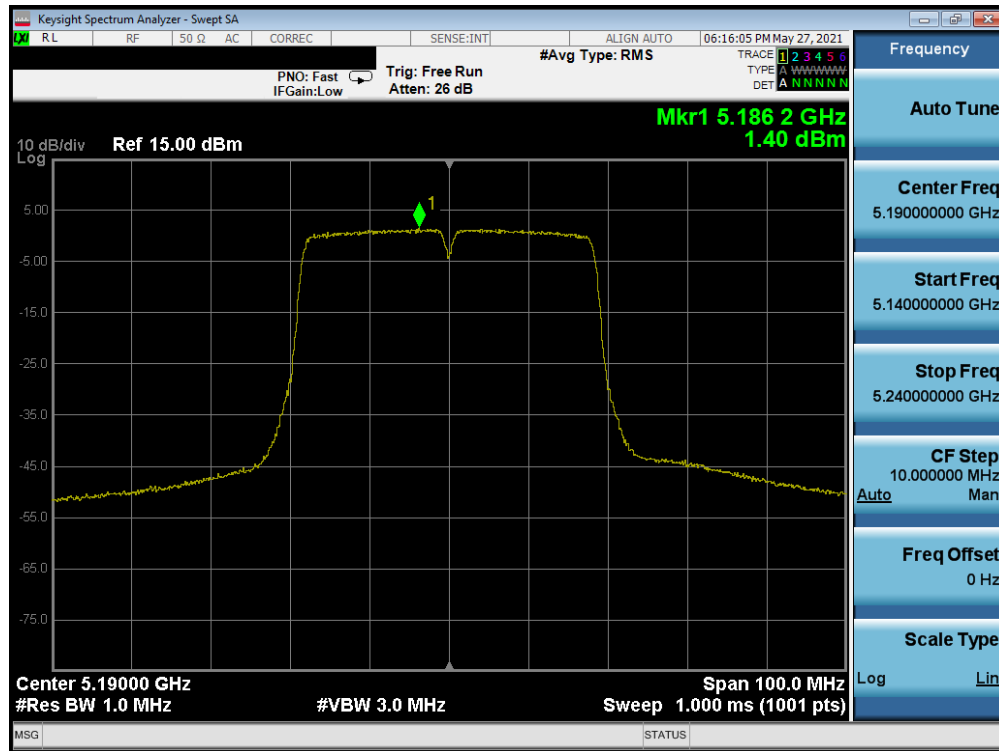 Keysight Spectrum Analyzer - Swept SA
LXI RL RF 50 Ω AC CORREC SENSE:INT ALIGN AUTO 06:16:05 PM May 27, 2021
PNO: Fast
IFGain:Low
Trig: Free Run
Atten: 26 dB
#Avg Type: RMS
TRACE 1 2 3 4 5 6
TYPE A WWWWW
DET A N N N N N
Mkr1 5.186 2 GHz
1.40 dBm
10 dB/div Ref 15.00 dBm
Log
1
5.00
-5.00
-15.0
-25.0
-35.0
-45.0
-55.0
-65.0
-75.0
Center 5.19000 GHz Span 100.0 MHz
#Res BW 1.0 MHz #VBW 3.0 MHz Sweep 1.000 ms (1001 pts)
MSG STATUS
Frequency
Auto Tune
Center Freq
5.190000000 GHz
Start Freq
5.140000000 GHz
Stop Freq
5.240000000 GHz
CF Step
10.000000 MHz
Auto Man
Freq Offset
0 Hz
Scale Type
Log Lin